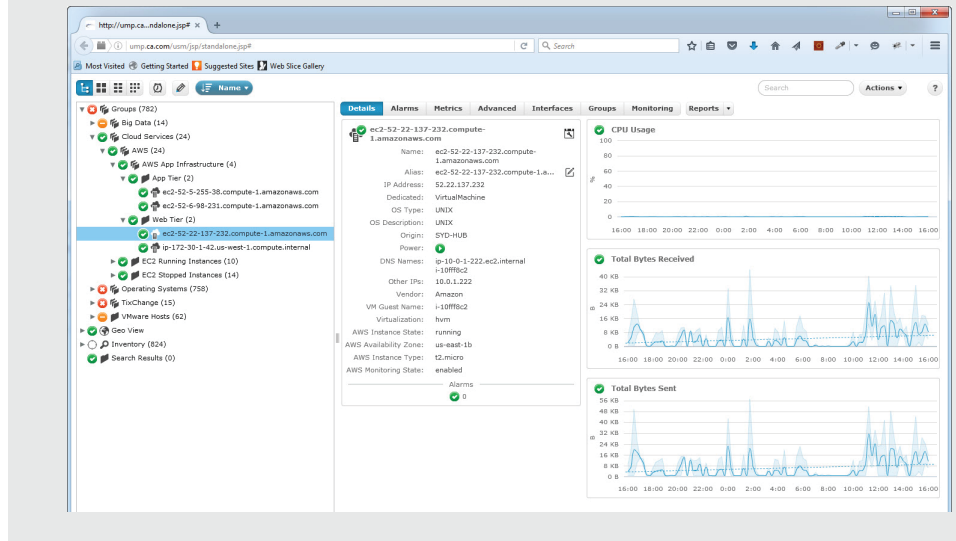 http://ump.ca...ndalone.jsp#
ump.ca.com/usm/jsp/standalone.jsp#
Search
Most Visited Getting Started Suggested Sites Web Slice Gallery
Name
Search
Actions
?
Groups (782)
Big Data (14)
Cloud Services (24)
AWS (24)
AWS App Infrastructure (4)
App Tier (2)
ec2-52-5-255-38.compute-1.amazonaws.com
ec2-52-6-98-231.compute-1.amazonaws.com
Web Tier (2)
ec2-52-22-137-232.compute-1.amazonaws.com
ip-172-30-1-42.us-west-1.compute.internal
EC2 Running Instances (10)
EC2 Stopped Instances (14)
Operating Systems (758)
TixChange (15)
VMware Hosts (62)
Geo View
Inventory (824)
Search Results (0)
Details Alarms Metrics Advanced Interfaces Groups Monitoring Reports
ec2-52-22-137-232.compute-
1.amazonaws.com
Name: ec2-52-22-137-232.compute-
1.amazonaws.com
Alias: ec2-52-22-137-232.compute-1.a...
IP Address: 52.22.137.232
Dedicated: VirtualMachine
OS Type: UNIX
OS Description: UNIX
Origin: SYD-HUB
Power:
DNS Names: ip-10-0-1-222.ec2.internal
i-10fff8c2
Other IPs: 10.0.1.222
Vendor: Amazon
VM Guest Name: i-10fff8c2
Virtualization: hvm
AWS Instance State: running
AWS Availability Zone: us-east-1b
AWS Instance Type: t2.micro
AWS Monitoring State: enabled
Alarms
0
CPU Usage
100
80
60
40
20
0
%
16:00 18:00 20:00 22:00 0:00 2:00 4:00 6:00 8:00 10:00 12:00 14:00 16:00
Total Bytes Received
40 KB
32 KB
24 KB
16 KB
8 KB
0 B
B
16:00 18:00 20:00 22:00 0:00 2:00 4:00 6:00 8:00 10:00 12:00 14:00 16:00
Total Bytes Sent
56 KB
48 KB
40 KB
32 KB
24 KB
16 KB
8 KB
0 B
B
16:00 18:00 20:00 22:00 0:00 2:00 4:00 6:00 8:00 10:00 12:00 14:00 16:00